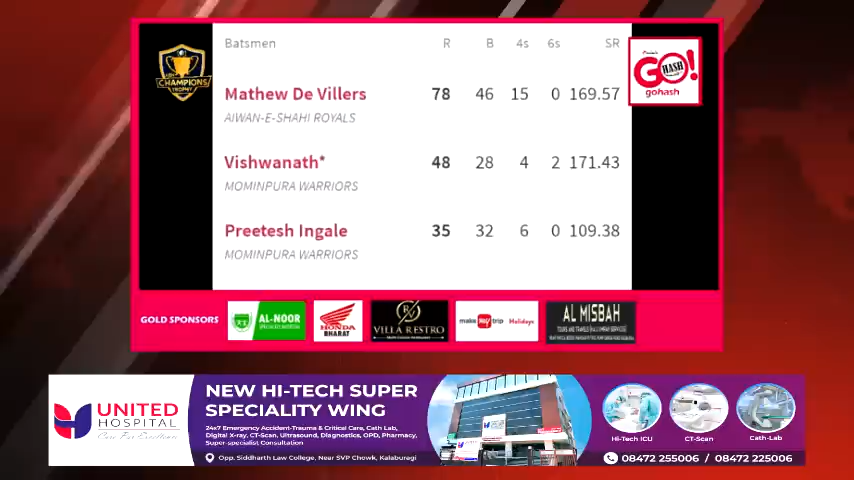 Batsmen R B 4s 6s SR
CHAMPIONS
TROPHY
GO!
HASH
gohash
Mathew De Villers 78 46 15 0 169.57
AIWAN-E-SHAHI ROYALS
Vishwanath* 48 28 4 2 171.43
MOMINPURA WARRIORS
Preetesh Ingale 35 32 6 0 109.38
MOMINPURA WARRIORS
GOLD SPONSORS
AL-NOOR
HONDA
BHARAT
VILLA RESTRO
make my trip Holidays
AL MISBAH
UNITED
HOSPITAL
Care For Excellence
NEW HI-TECH SUPER
SPECIALITY WING
24x7 Emergency Accident-Trauma & Critical Care, Cath Lab,
Digital X-ray, CT-Scan, Ultrasound, Diagnostics, OPD, Pharmacy,
Super-specialist Consultation
Opp. Siddharth Law College, Near SVP Chowk, Kalaburagi
Hi-Tech ICU
CT-Scan
Cath-Lab
08472 255006 / 08472 225006